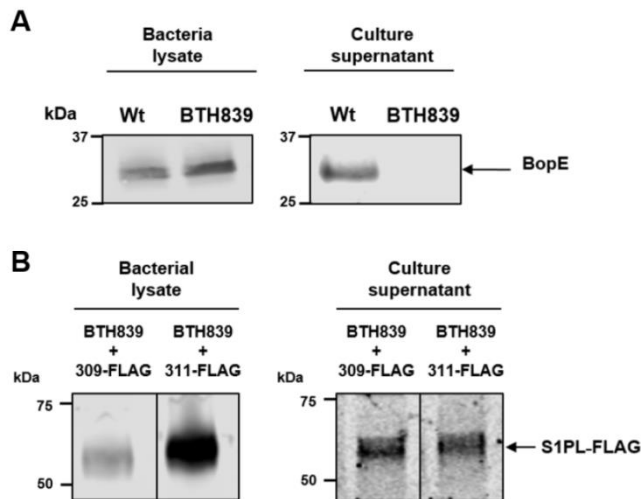 A
Bacteria
lysate
Culture
supernatant
kDa
Wt
BTH839
Wt
BTH839
37
25
37
25
BopE
B
Bacterial
lysate
Culture
supernatant
BTH839
+
309-FLAG
BTH839
+
311-FLAG
BTH839
+
309-FLAG
BTH839
+
311-FLAG
kDa
75
50
kDa
75
50
S1PL-FLAG